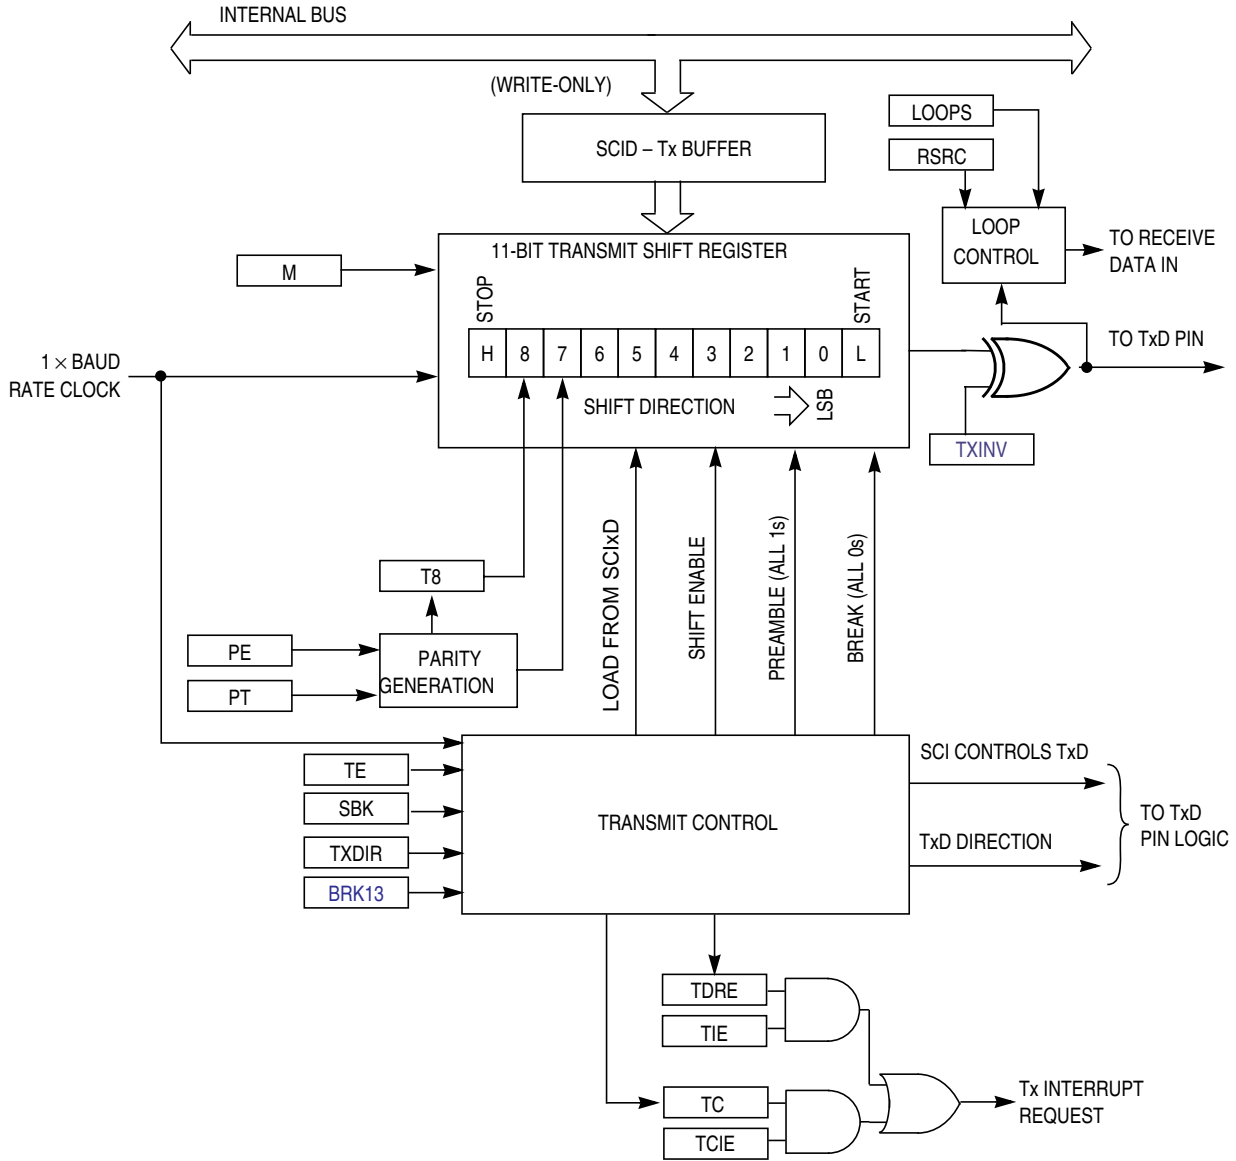 INTERNAL BUS
(WRITE-ONLY)
SCID – Tx BUFFER
LOOPS
RSRC
LOOP
CONTROL
TO RECEIVE
DATA IN
11-BIT TRANSMIT SHIFT REGISTER
M
STOP
START
H 8 7 6 5 4 3 2 1 0 L
1 × BAUD
RATE CLOCK
SHIFT DIRECTION
LSB
TO TxD PIN
TXINV
LOAD FROM SCIxD
SHIFT ENABLE
PREAMBLE (ALL 1s)
BREAK (ALL 0s)
T8
PE
PT
PARITY
GENERATION
TE
SBK
TXDIR
BRK13
TRANSMIT CONTROL
SCI CONTROLS TxD
TxD DIRECTION
TO TxD
PIN LOGIC
TDRE
TIE
TC
TCIE
Tx INTERRUPT
REQUEST